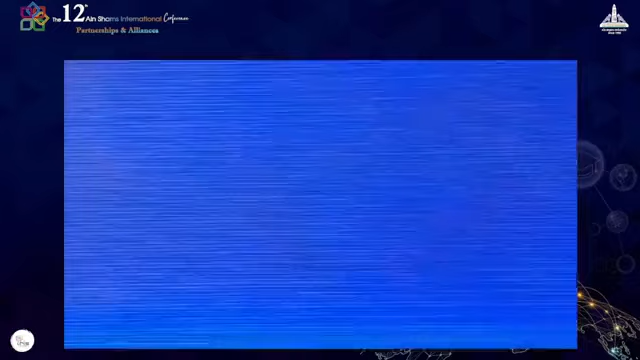 The 12th Ain Shams International Conference
Partnerships & Alliances